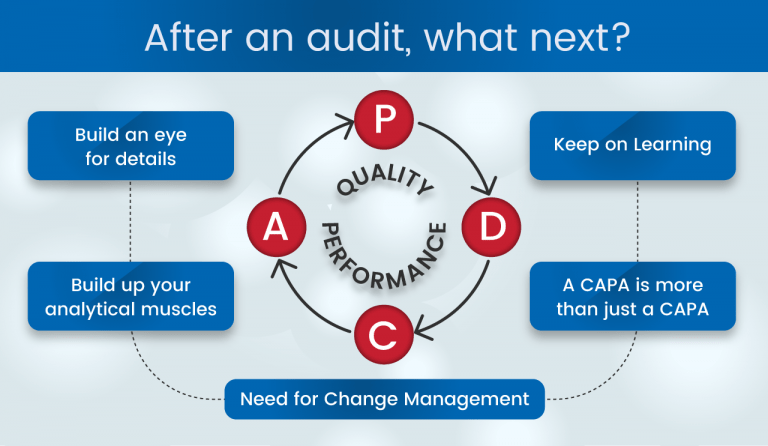 After an audit, what next?
Build an eye
for details
Build up your
analytical muscles
P
D
C
A
QUALITY
PERFORMANCE
Keep on Learning
A CAPA is more
than just a CAPA
Need for Change Management